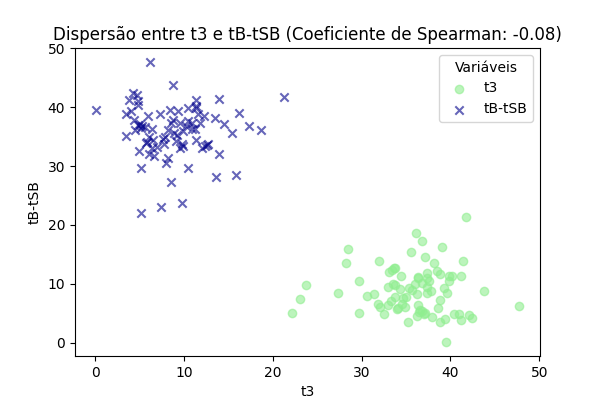 Dispersão entre t3 e tB-tSB (Coeficiente de Spearman: -0.08)
Variáveis
t3
tB-tSB
tB-tSB
50
40
30
20
10
0
0 10 20 30 40 50
t3